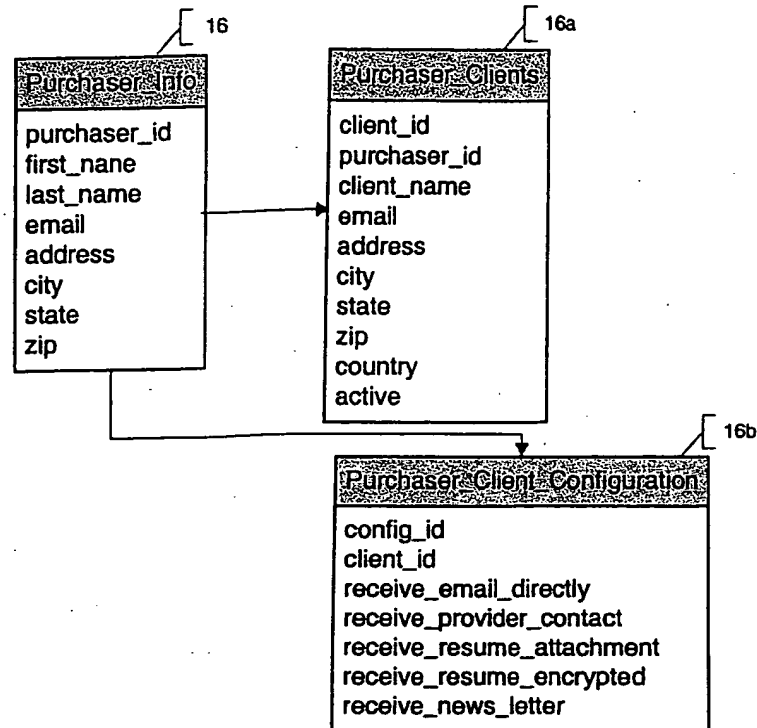 16
Purchaser_Info
purchaser_id
first_nane
last_name
email
address
city
state
zip
16a
Purchaser_Clients
client_id
purchaser_id
client_name
email
address
city
state
zip
country
active
16b
Purchaser_Client_Configuration
config_id
client_id
receive_email_directly
receive_provider_contact
receive_resume_attachment
receive_resume_encrypted
receive_news_letter